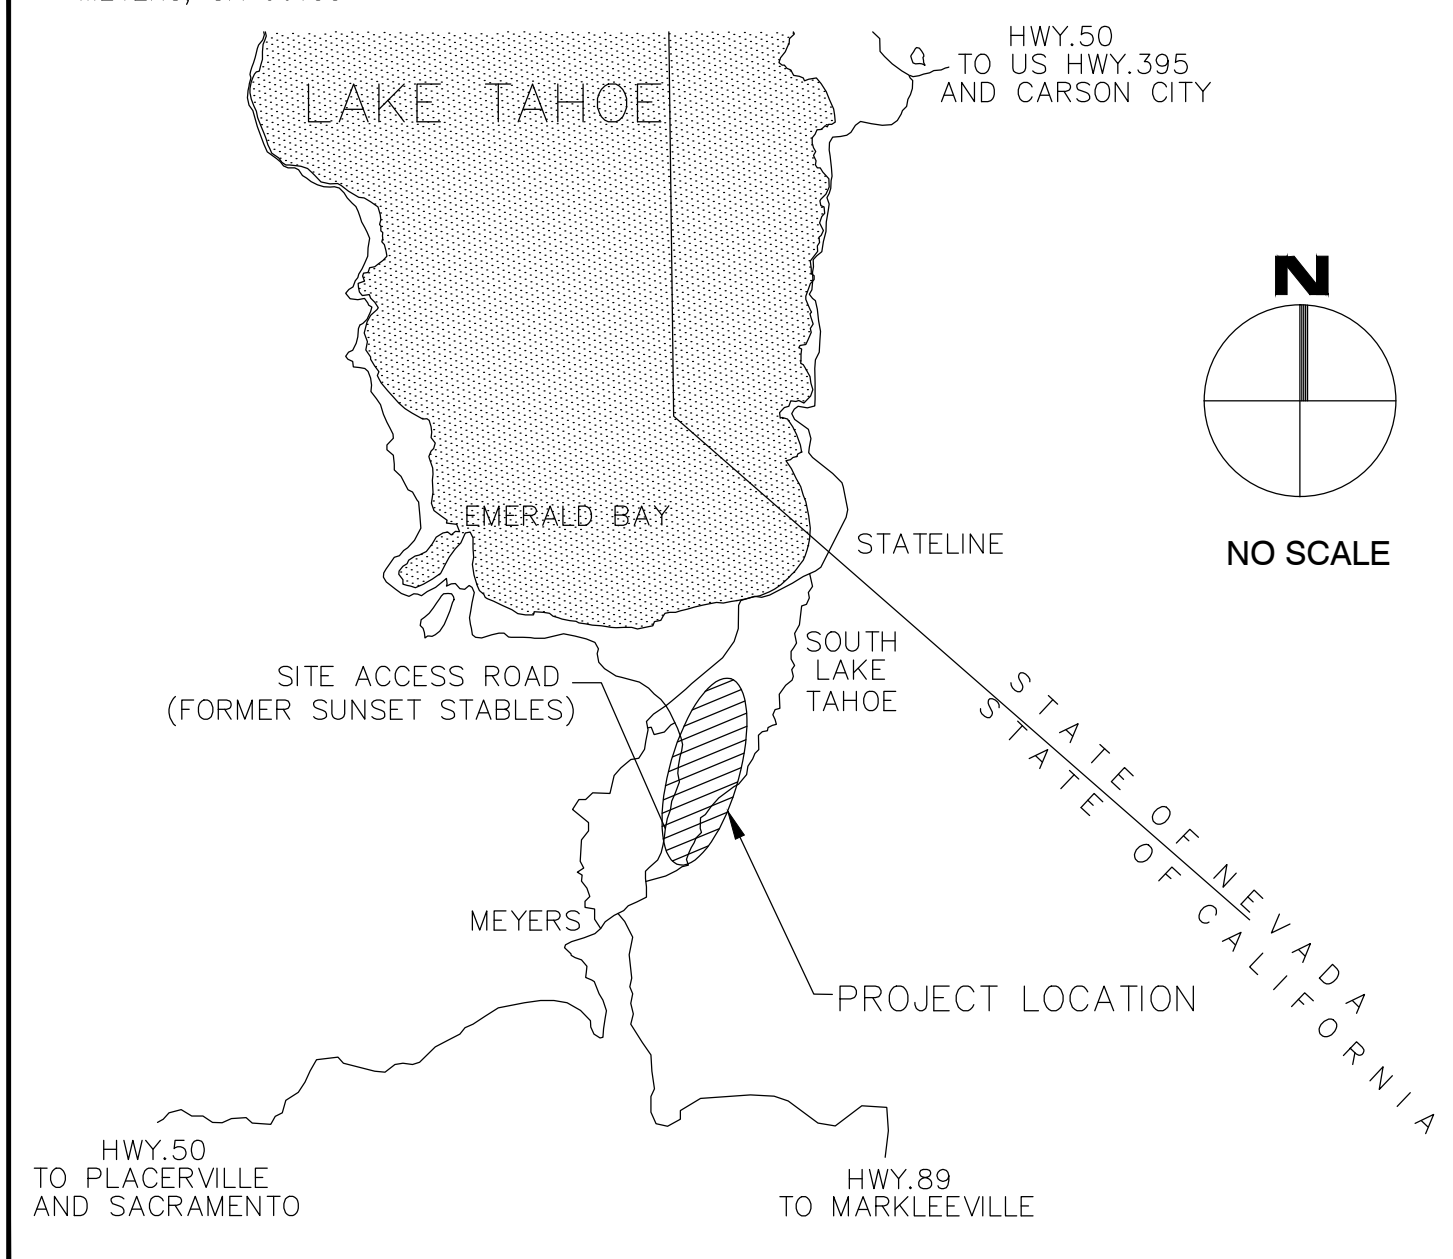 HWY.50
TO US HWY.395
AND CARSON CITY
LAKE TAHOE
N
NO SCALE
EMERALD BAY
STATELINE
SOUTH
LAKE
TAHOE
SITE ACCESS ROAD
(FORMER SUNSET STABLES)
STATE OF NEVADA
STATE OF CALIFORNIA
MEYERS
PROJECT LOCATION
HWY.50
TO PLACERVILLE
AND SACRAMENTO
HWY.89
TO MARKLEEVILLE